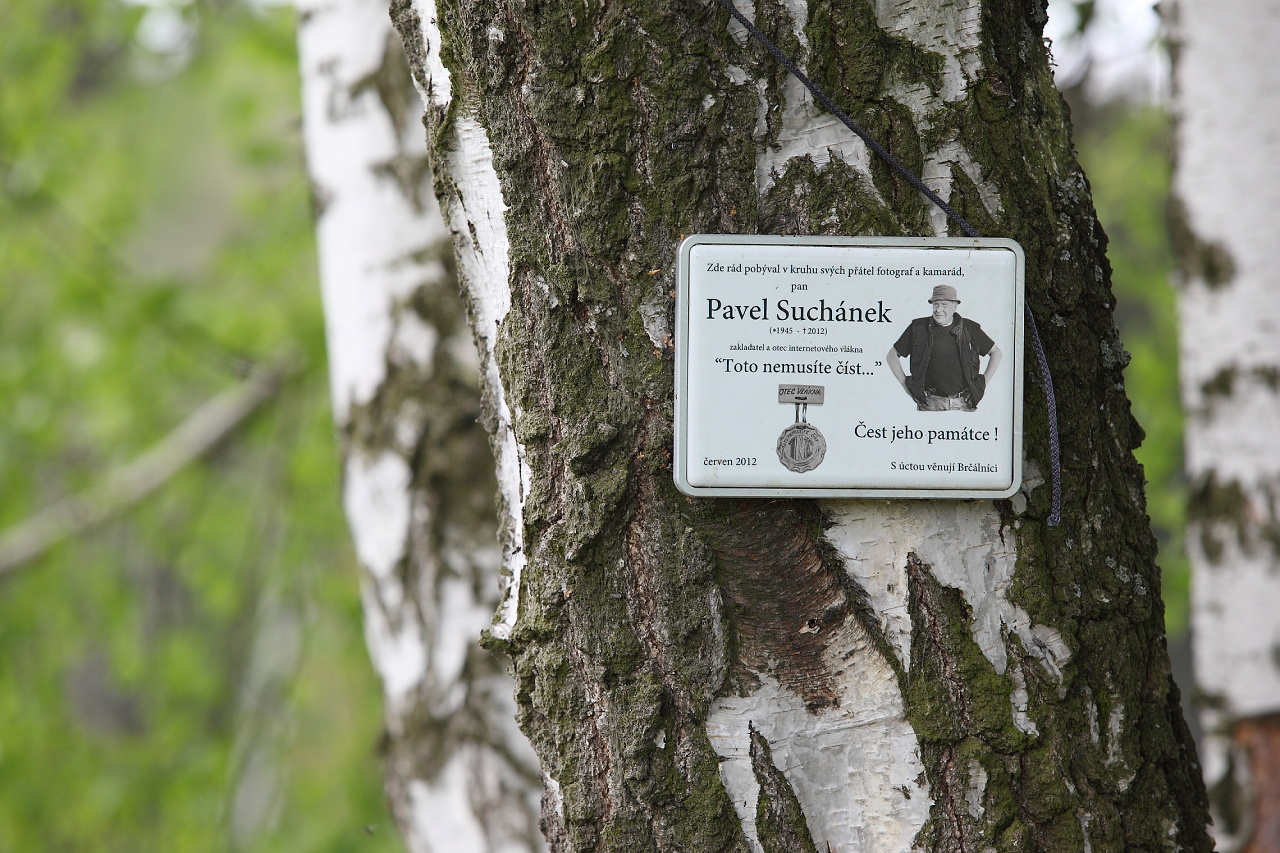 Zde rád pobýval v kruhu svých přátel fotograf a kamarád,
pan
Pavel Suchánek
(*1945 - †2012)
zakladatel a otec internetového vlákna
“Toto nemusíte číst...”
OTEC VLÁKNA
Čest jeho památce !
červen 2012
S úctou věnují Brčálníci